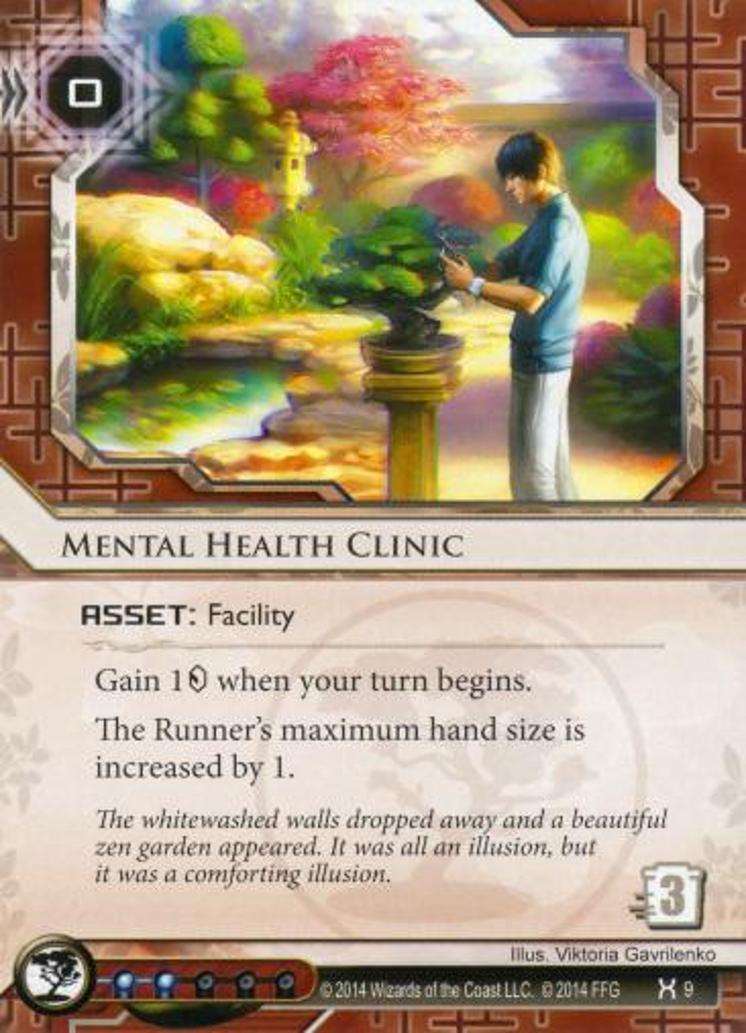 0
MENTAL HEALTH CLINIC
ASSET: Facility
Gain 1 when your turn begins.
The Runner's maximum hand size is
increased by 1.
The whitewashed walls dropped away and a beautiful
zen garden appeared. It was all an illusion, but
it was a comforting illusion.
3
Illus. Viktoria Gavrilenko
© 2014 Wizards of the Coast LLC. © 2014 FFG 9